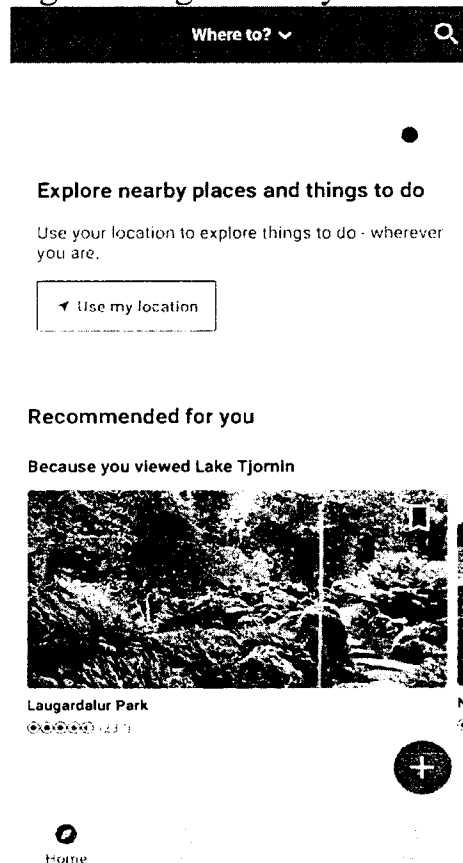 Where to?
Explore nearby places and things to do
Use your location to explore things to do - wherever
you are.
Use my location
Recommended for you
Because you viewed Lake Tjornin
Laugardalur Park
Home